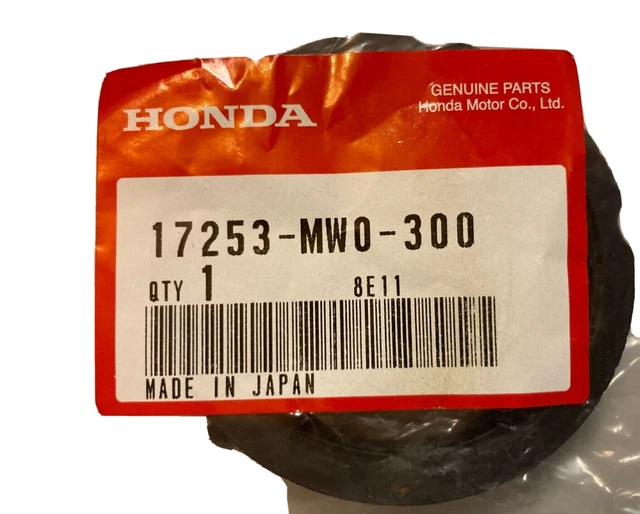 HONDA
GENUINE PARTS
Honda Motor Co., Ltd.
17253-MW0-300
QTY 1 8E11
MADE IN JAPAN